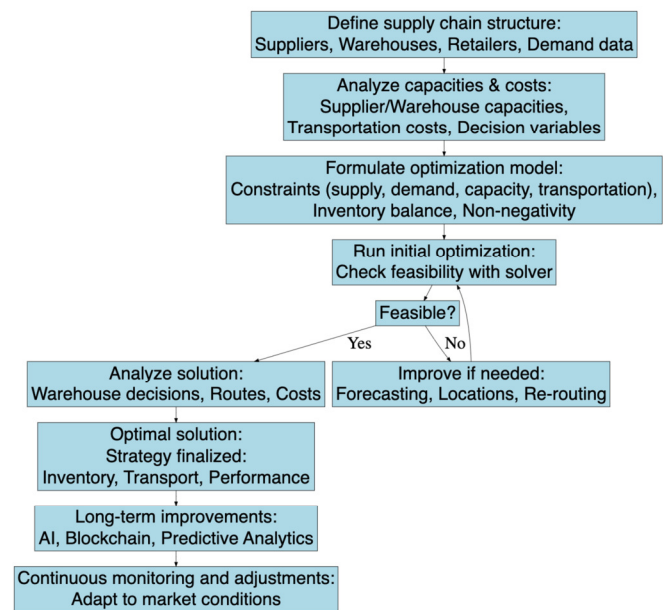 Define supply chain structure:
Suppliers, Warehouses, Retailers, Demand data
Analyze capacities & costs:
Supplier/Warehouse capacities,
Transportation costs, Decision variables
Formulate optimization model:
Constraints (supply, demand, capacity, transportation),
Inventory balance, Non-negativity
Run initial optimization:
Check feasibility with solver
Feasible?
Yes
No
Analyze solution:
Warehouse decisions, Routes, Costs
Improve if needed:
Forecasting, Locations, Re-routing
Optimal solution:
Strategy finalized:
Inventory, Transport, Performance
Long-term improvements:
AI, Blockchain, Predictive Analytics
Continuous monitoring and adjustments:
Adapt to market conditions